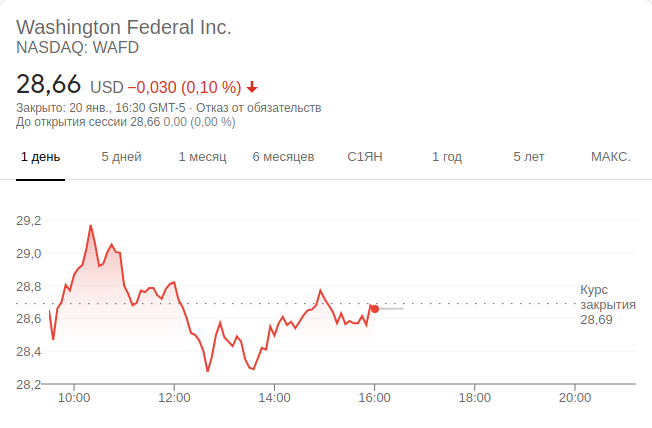 Washington Federal Inc.
NASDAQ: WAFD
28,66 USD −0,030 (0,10 %)
Закрыто: 20 янв., 16:30 GMT-5 · Отказ от обязательств
До открытия сессии 28,66 0,00 (0,00 %)
1 день 5 дней 1 месяц 6 месяцев С1ЯН 1 год 5 лет МАКС.
29,2
29,0
28,8
28,6
28,4
28,2
Курс
закрытия
28,69
10:00 12:00 14:00 16:00 18:00 20:00